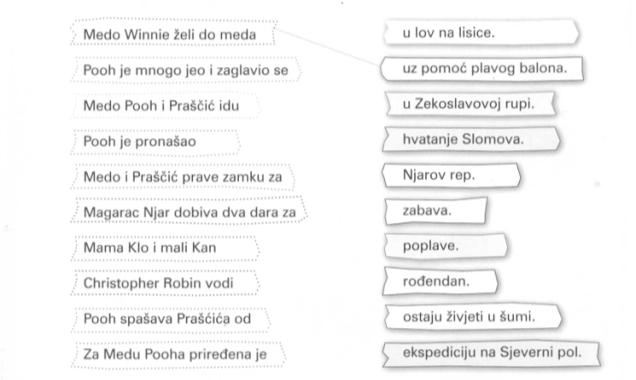 Medo Winnie želi do meda
Pooh je mnogo jeo i zaglavio se
Medo Pooh i Praščić idu
Pooh je pronašao
Medo i Praščić prave zamku za
Magarac Njar dobiva dva dara za
Mama Klo i mali Kan
Christopher Robin vodi
Pooh spašava Prašćića od
Za Medu Pooha priređena je
u lov na lisice.
uz pomoć plavog balona.
u Zekoslavovoj rupi.
hvatanje Slomova.
Njarov rep.
zabava.
poplave.
rođendan.
ostaju živjeti u šumi.
ekspediciju na Sjeverni pol.